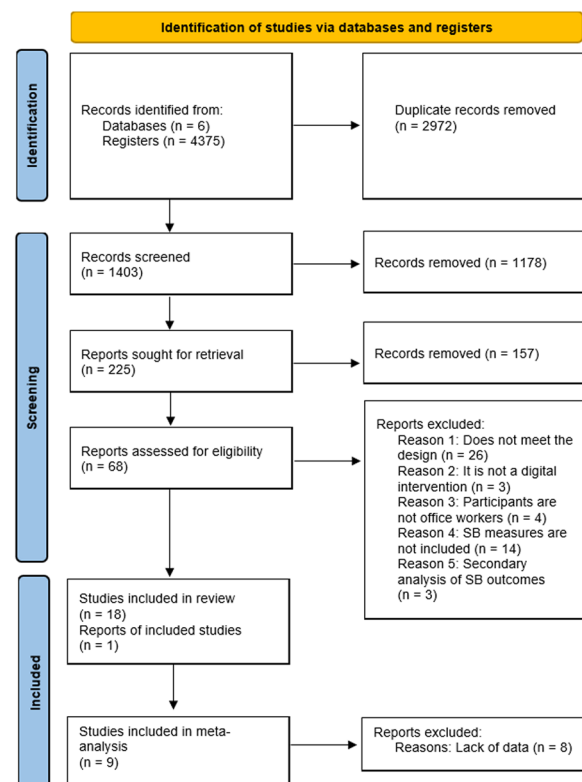 Identification of studies via databases and registers
Identification
Records identified from:
Databases (n = 6)
Registers (n = 4375)
Duplicate records removed
(n = 2972)
Screening
Records screened
(n = 1403)
Records removed (n = 1178)
Reports sought for retrieval
(n = 225)
Records removed (n = 157)
Reports assessed for eligibility
(n = 68)
Reports excluded:
Reason 1: Does not meet the
design (n = 26)
Reason 2: It is not a digital
intervention (n = 3)
Reason 3: Participants are
not office workers (n = 4)
Reason 4: SB measures are
not included (n = 14)
Reason 5: Secondary
analysis of SB outcomes
(n = 3)
Included
Studies included in review
(n = 18)
Reports of included studies
(n = 1)
Studies included in meta-
analysis
(n = 9)
Reports excluded:
Reasons: Lack of data (n = 8)